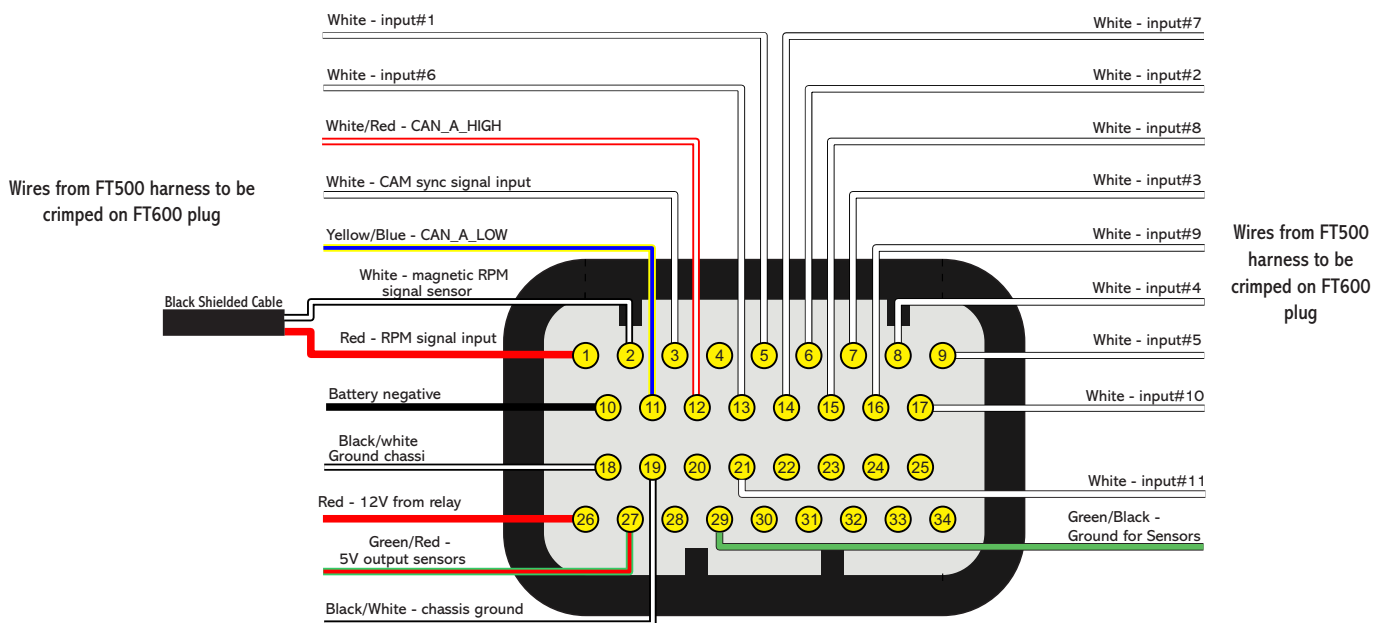 White - input#1
White - input#6
White/Red - CAN_A_HIGH
White - CAM sync signal input
Yellow/Blue - CAN_A_LOW
White - magnetic RPM
signal sensor
Black Shielded Cable
Red - RPM signal input
Battery negative
Black/white
Ground chassi
Red - 12V from relay
Green/Red -
5V output sensors
Black/White - chassis ground
Wires from FT500 harness to be
crimped on FT600 plug
White - input#7
White - input#2
White - input#8
White - input#3
White - input#9
White - input#4
White - input#5
White - input#10
White - input#11
Green/Black -
Ground for Sensors
Wires from FT500
harness to be
crimped on FT600
plug
1 2 3 4 5 6 7 8 9
10 11 12 13 14 15 16 17
18 19 20 21 22 23 24 25
26 27 28 29 30 31 32 33 34